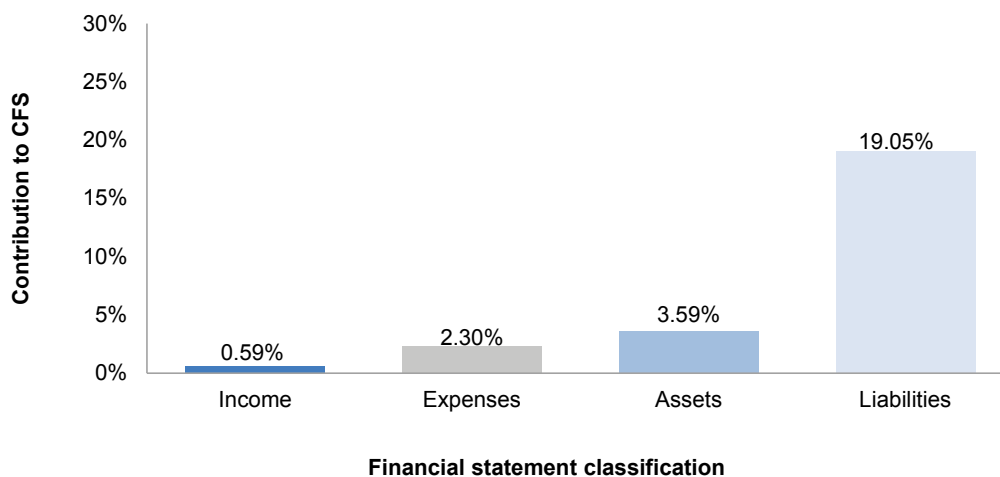 30%
25%
20%
15%
10%
5%
0%
Contribution to CFS
0.59%
2.30%
3.59%
19.05%
Income
Expenses
Assets
Liabilities
Financial statement classification